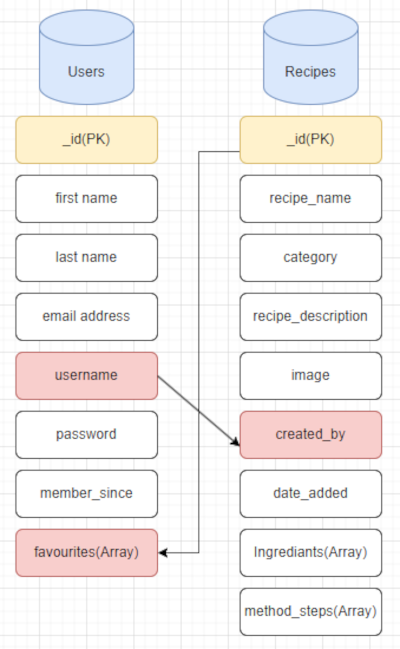 Users
_id(PK)
first name
last name
email address
username
password
member_since
favourites(Array)
Recipes
_id(PK)
recipe_name
category
recipe_description
image
created_by
date_added
Ingrediants(Array)
method_steps(Array)